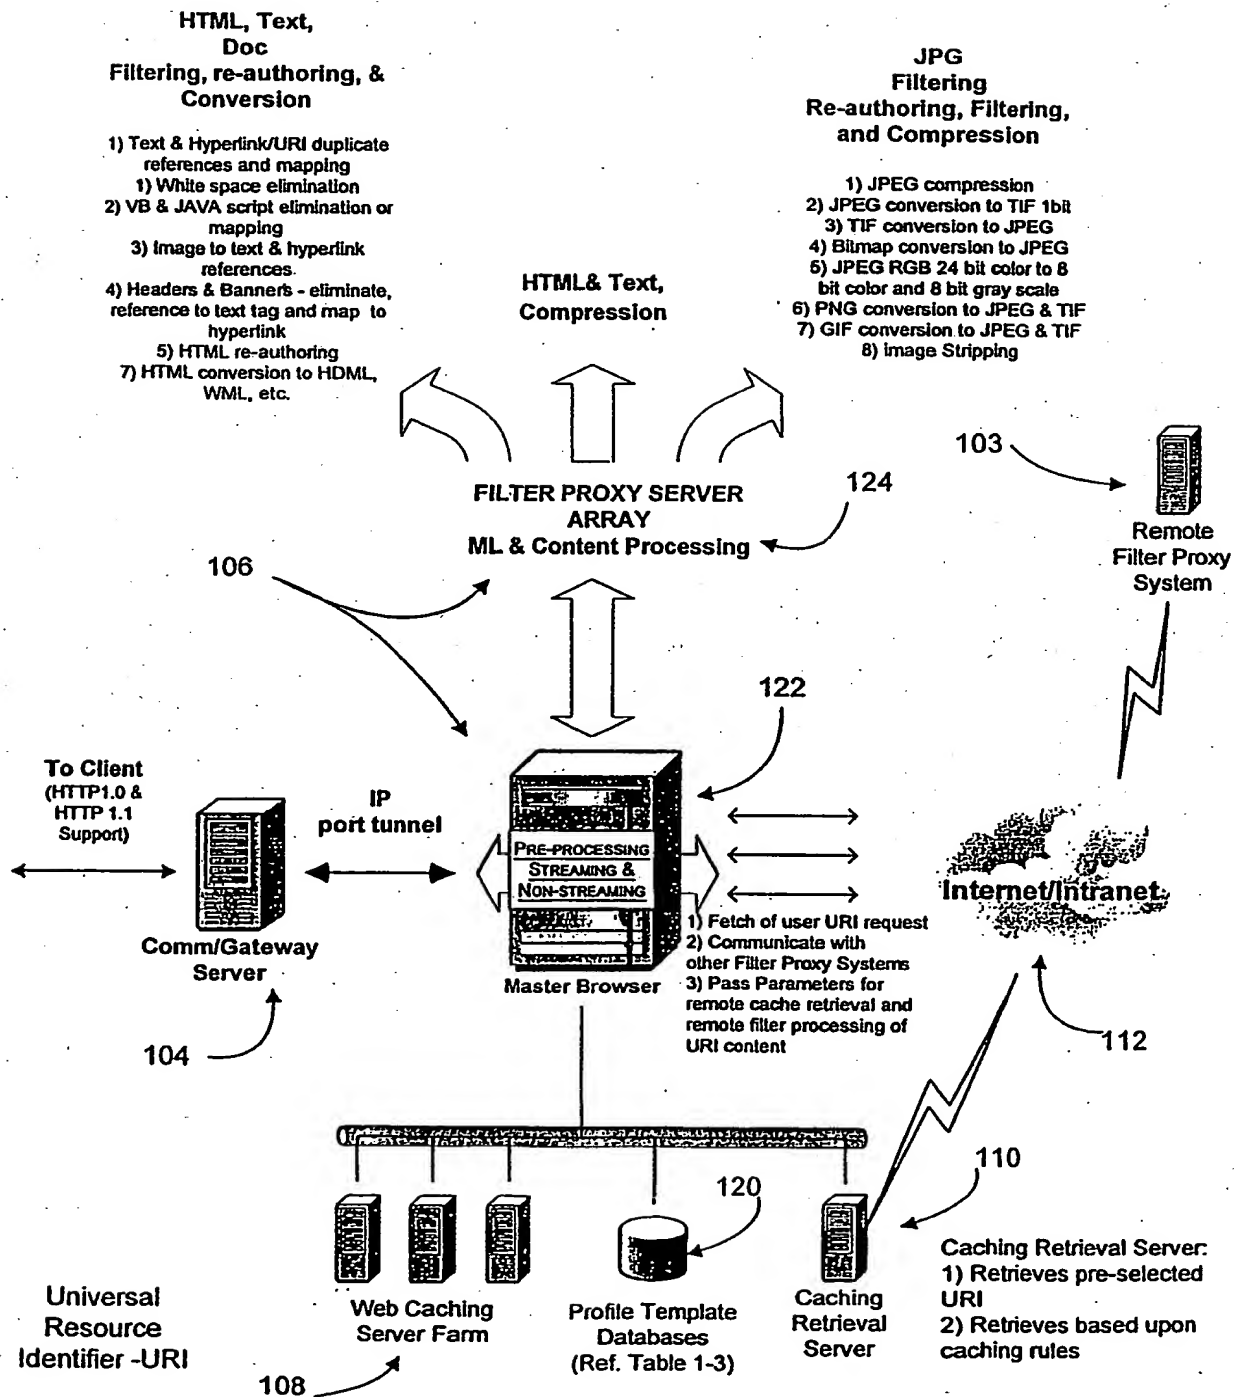 HTML, Text,
Doc
Filtering, re-authoring, &
Conversion
1) Text & Hyperlink/URI duplicate
references and mapping
1) White space elimination
2) VB & JAVA script elimination or
mapping
3) Image to text & hyperlink
references.
4) Headers & Banners - eliminate,
reference to text tag and map to
hyperlink
5) HTML re-authoring
7) HTML conversion to HDML,
WML, etc.
HTML& Text,
Compression
JPG
Filtering
Re-authoring, Filtering,
and Compression
1) JPEG compression
2) JPEG conversion to TIF 1bit
3) TIF conversion to JPEG
4) Bitmap conversion to JPEG
5) JPEG RGB 24 bit color to 8
bit color and 8 bit gray scale
6) PNG conversion to JPEG & TIF
7) GIF conversion to JPEG & TIF
8) Image Stripping
103
Remote
Filter Proxy
System
FILTER PROXY SERVER
ARRAY
ML & Content Processing
124
106
122
To Client
(HTTP1.0 &
HTTP 1.1
Support)
IP
port tunnel
PRE-PROCESSING
STREAMING &
NON-STREAMING
Internet/Intranet
Comm/Gateway
Server
Master Browser
1) Fetch of user URI request
2) Communicate with
other Filter Proxy Systems
3) Pass Parameters for
remote cache retrieval and
remote filter processing of
URI content
104
112
110
120
Universal
Resource
Identifier -URI
Web Caching
Server Farm
108
Profile Template
Databases
(Ref. Table 1-3)
Caching
Retrieval
Server
Caching Retrieval Server:
1) Retrieves pre-selected
URI
2) Retrieves based upon
caching rules